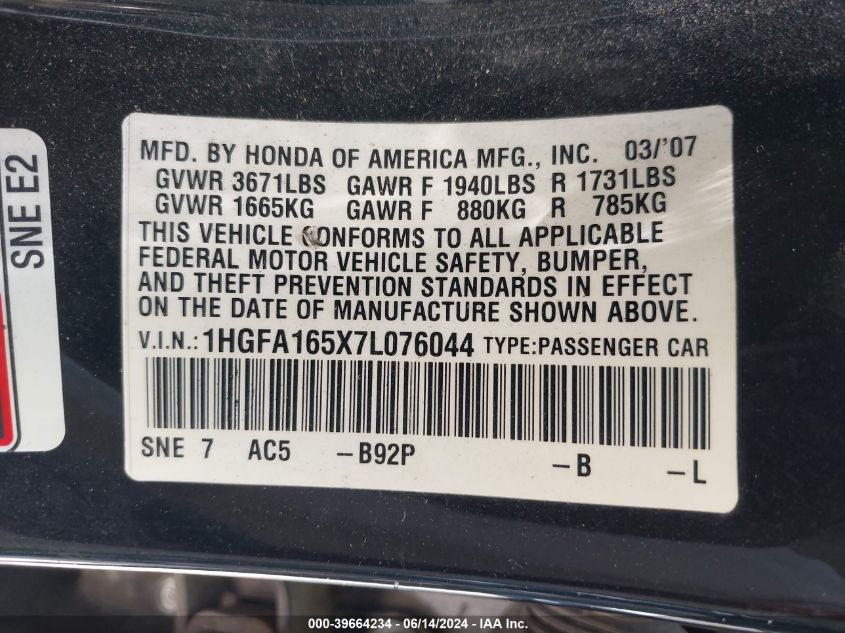 SNE E2
MFD. BY HONDA OF AMERICA MFG., INC. 03/'07
GVWR 3671LBS GAWR F 1940LBS R 1731LBS
GVWR 1665KG GAWR F 880KG R 785KG
THIS VEHICLE CONFORMS TO ALL APPLICABLE
FEDERAL MOTOR VEHICLE SAFETY, BUMPER,
AND THEFT PREVENTION STANDARDS IN EFFECT
ON THE DATE OF MANUFACTURE SHOWN ABOVE.
V.I.N.: 1HGFA165X7L076044 TYPE:PASSENGER CAR
SNE 7 AC5 -B92P -B -L
000-39664234 - 06/14/2024 - IAA Inc.